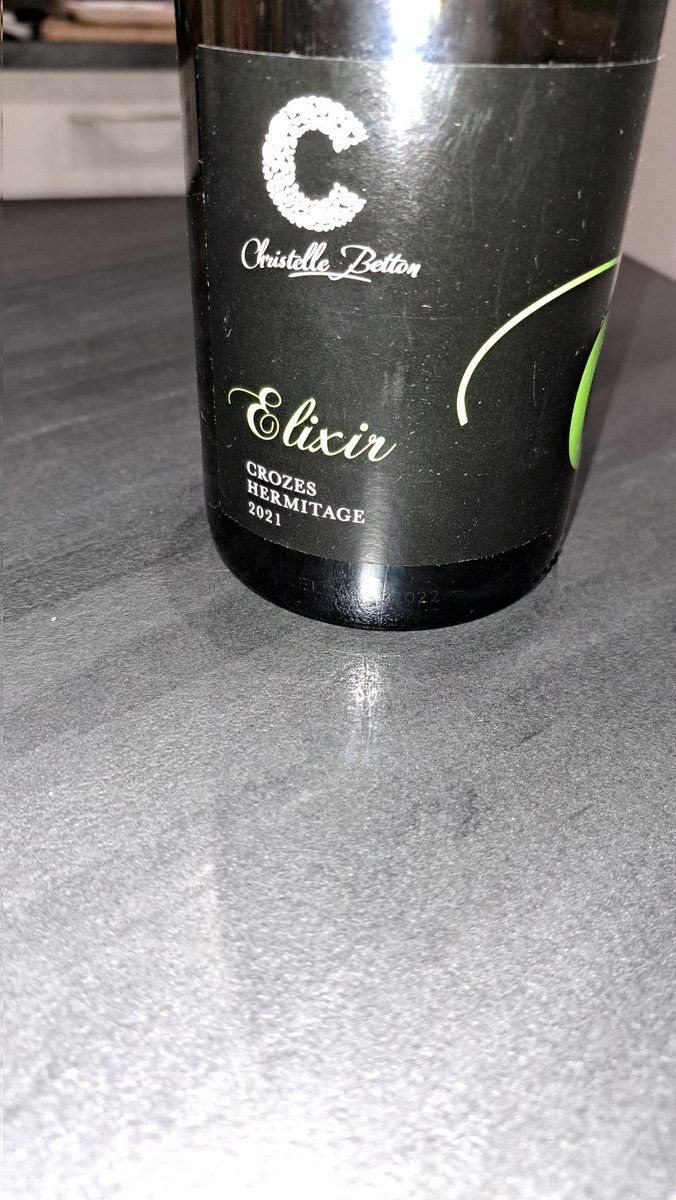 C
Christelle Betton
Elixir
CROZES
HERMITAGE
2021